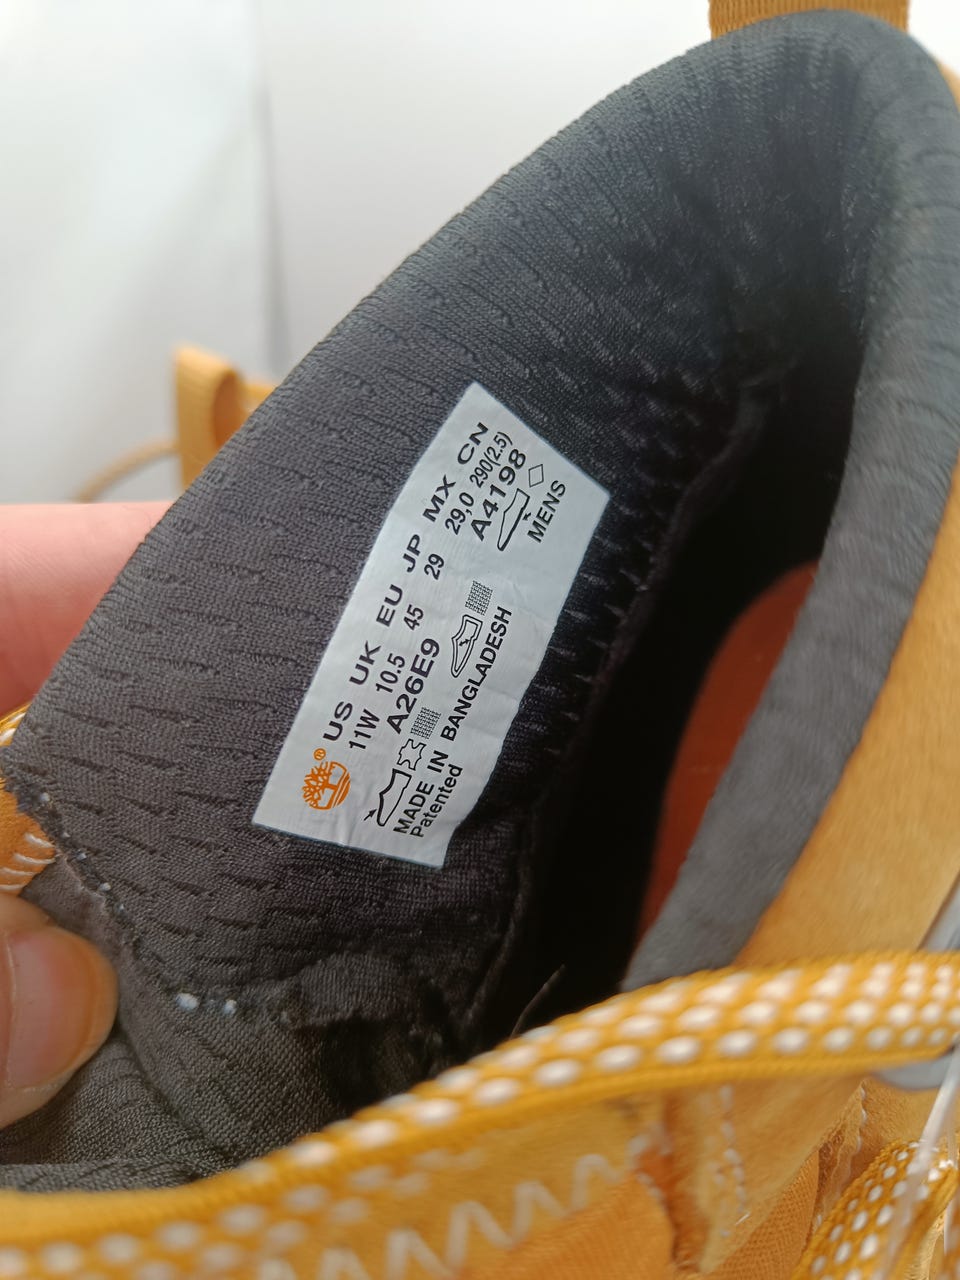 ® US UK EU JP MX CN
11W 10.5 45 29 29,0 290(2.5)
A26E9 A4198
MENS
MADE IN BANGLADESH
Patented